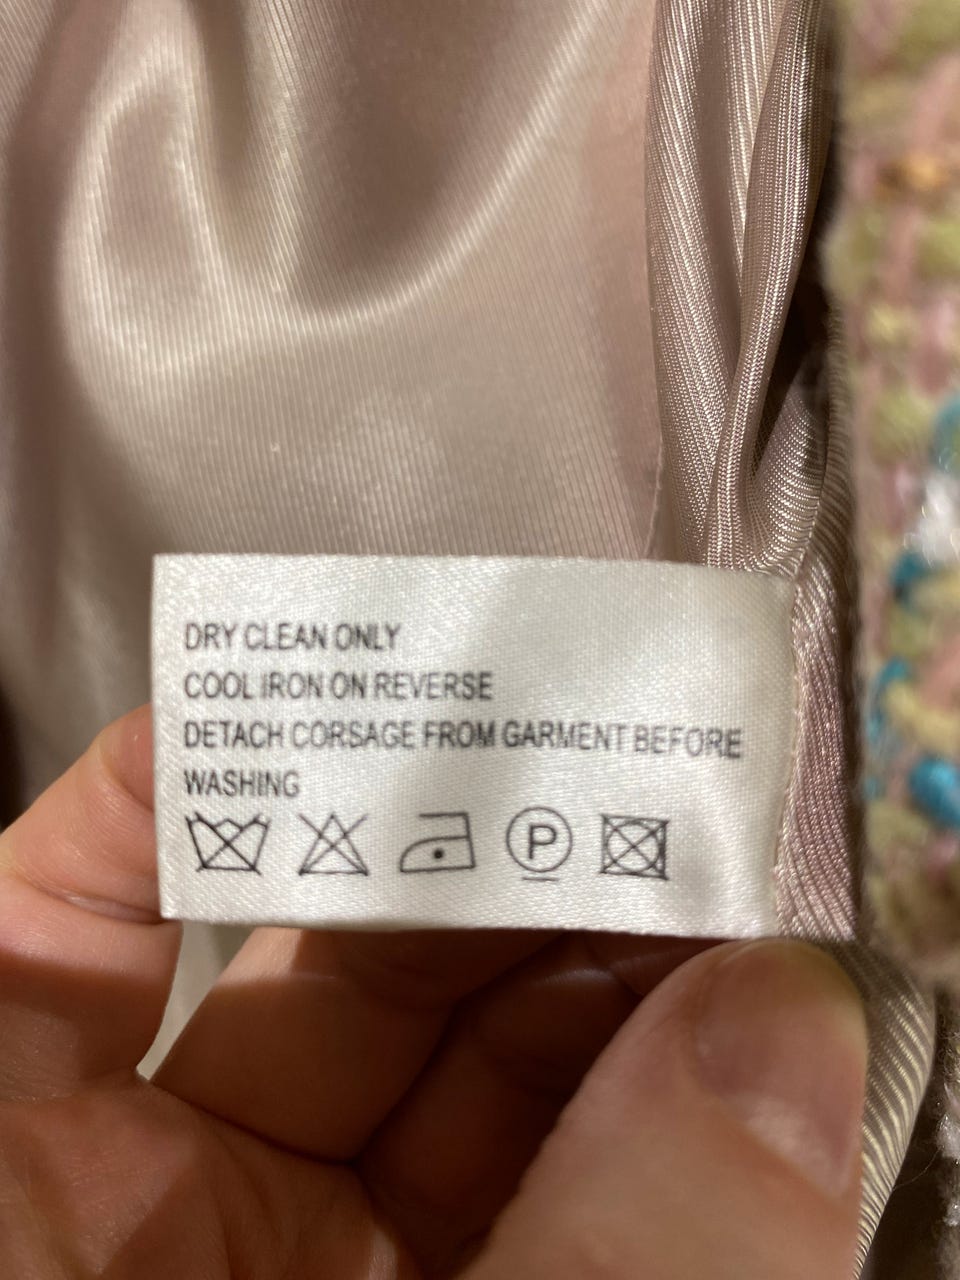 DRY CLEAN ONLY
COOL IRON ON REVERSE
DETACH CORSAGE FROM GARMENT BEFORE
WASHING
P